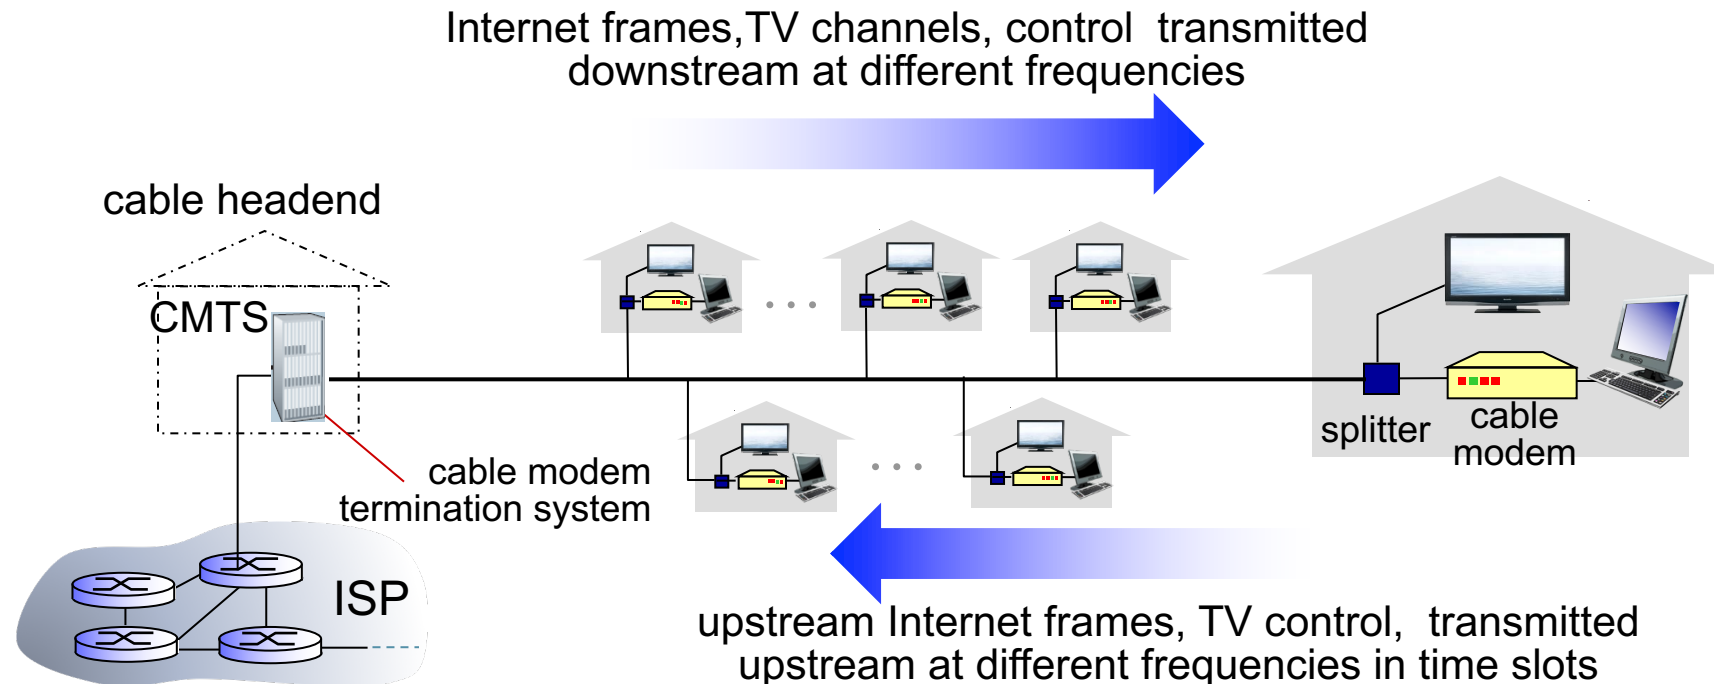 Internet frames,TV channels, control  transmitted
downstream at different frequencies
cable headend
CMTS
splitter
cable
modem
cable modem
termination system
ISP
upstream Internet frames, TV control,  transmitted
upstream at different frequencies in time slots